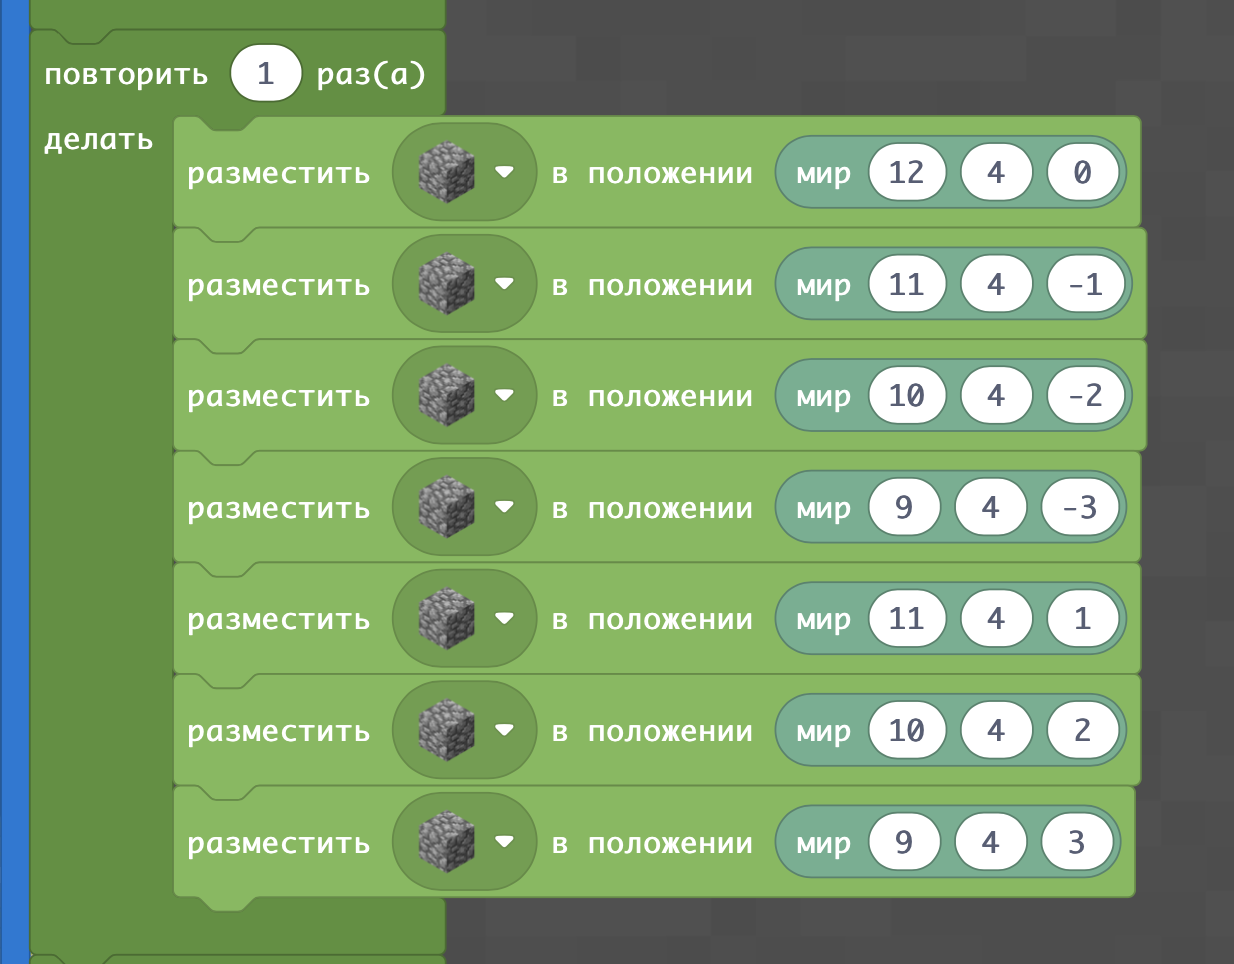 повторить 1 раз(а)
делать
разместить в положении мир 12 4 0
разместить в положении мир 11 4 -1
разместить в положении мир 10 4 -2
разместить в положении мир 9 4 -3
разместить в положении мир 11 4 1
разместить в положении мир 10 4 2
разместить в положении мир 9 4 3